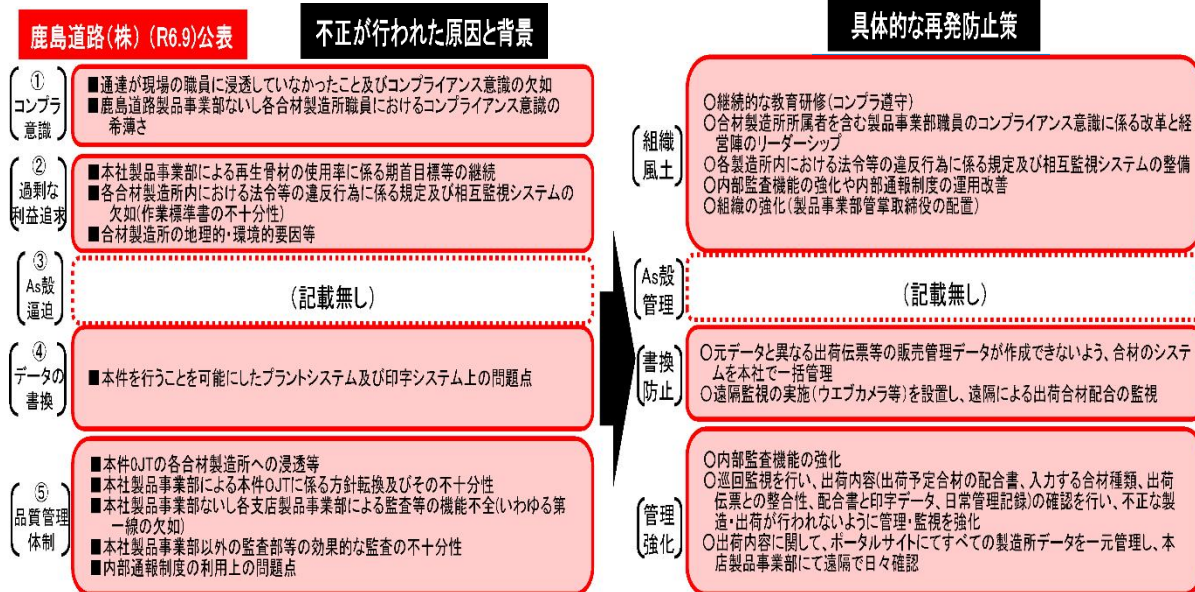 鹿島道路(株) (R6.9)公表
不正が行われた原因と背景
具体的な再発防止策
①
コンプラ
意識
■通達が現場の職員に浸透していなかったこと及びコンプライアンス意識の欠如
■鹿島道路製品事業部ないし各合材製造所職員におけるコンプライアンス意識の
希薄さ
②
過剰な
利益追求
■本社製品事業部による再生骨材の使用率に係る期首目標等の継続
■各合材製造所内における法令等の違反行為に係る規定及び相互監視システムの
欠如(作業標準書の不十分性)
■合材製造所の地理的・環境的要因等
③
As殻
逼迫
(記載無し)
④
データの
書換
■本件を行うことを可能にしたプラントシステム及び印字システム上の問題点
⑤
品質管理
体制
■本件OJTの各合材製造所への浸透等
■本社製品事業部による本件OJTに係る方針転換及びその不十分性
■本社製品事業部ないし各支店製品事業部による監査等の機能不全(いわゆる第
一線の欠如)
■本社製品事業部以外の監査部等の効果的な監査の不十分性
■内部通報制度の利用上の問題点
組織
風土
○継続的な教育研修(コンプラ遵守)
○合材製造所所属者を含む製品事業部職員のコンプライアンス意識に係る改革と経
営陣のリーダーシップ
○各製造所内における法令等の違反行為に係る規定及び相互監視システムの整備
○内部監査機能の強化や内部通報制度の運用改善
○組織の強化(製品事業部管掌取締役の配置)
As殻
管理
(記載無し)
書換
防止
○元データと異なる出荷伝票等の販売管理データが作成できないよう、合材のシステ
ムを本社で一括管理
○遠隔監視の実施(ウエブカメラ等)を設置し、遠隔による出荷合材配合の監視
管理
強化
○内部監査機能の強化
○巡回監視を行い、出荷内容(出荷予定合材の配合書、入力する合材種類、出荷
伝票との整合性、配合書と印字データ、日常管理記録)の確認を行い、不正な製
造・出荷が行われないように管理・監視を強化
○出荷内容に関して、ポータルサイトにてすべての製造所データを一元管理し、本
店製品事業部にて遠隔で日々確認